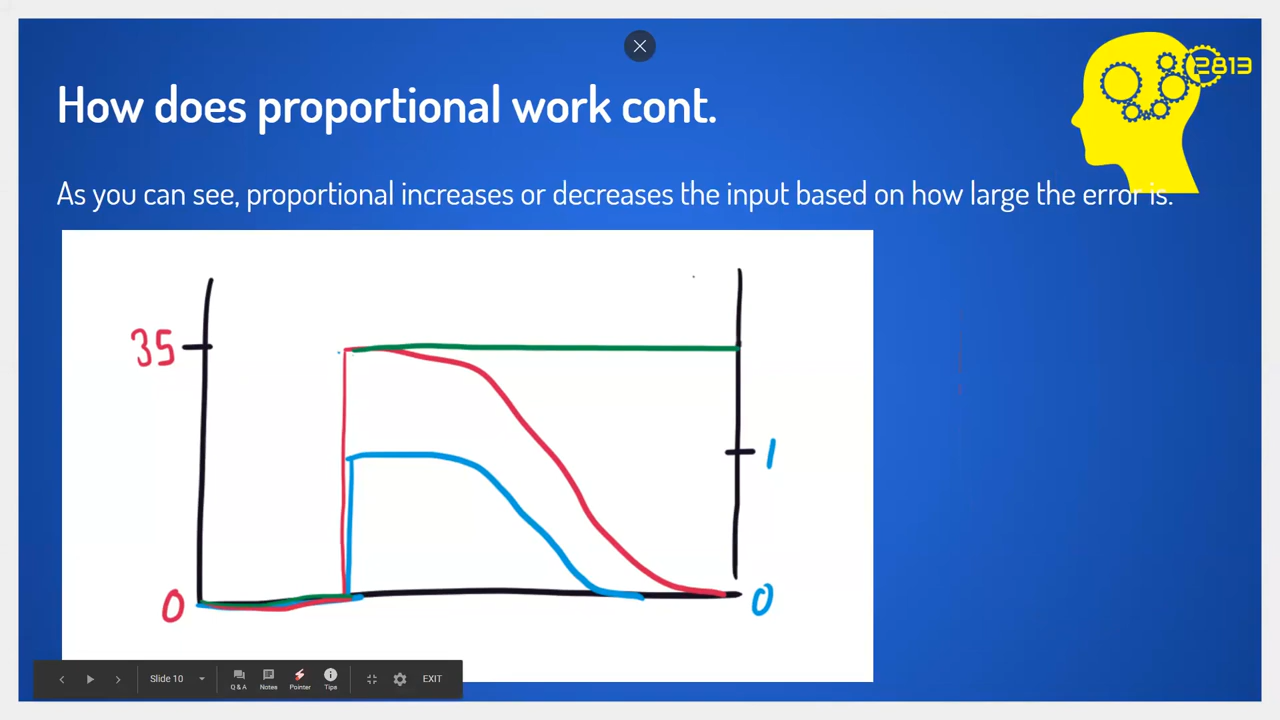 2813
How does proportional work cont.
As you can see, proportional increases or decreases the input based on how large the error is.
35
1
0
0
Slide 10
Q & A
Notes
Pointer
Tips
EXIT